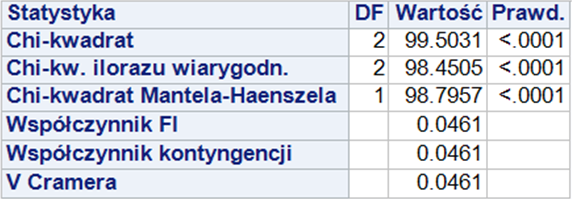 Statystyka DF Wartość Prawd.
Chi-kwadrat 2 99.5031 <.0001
Chi-kw. ilorazu wiarygodn. 2 98.4505 <.0001
Chi-kwadrat Mantela-Haenszela 1 98.7957 <.0001
Współczynnik FI 0.0461
Współczynnik kontyngencji 0.0461
V Cramera 0.0461